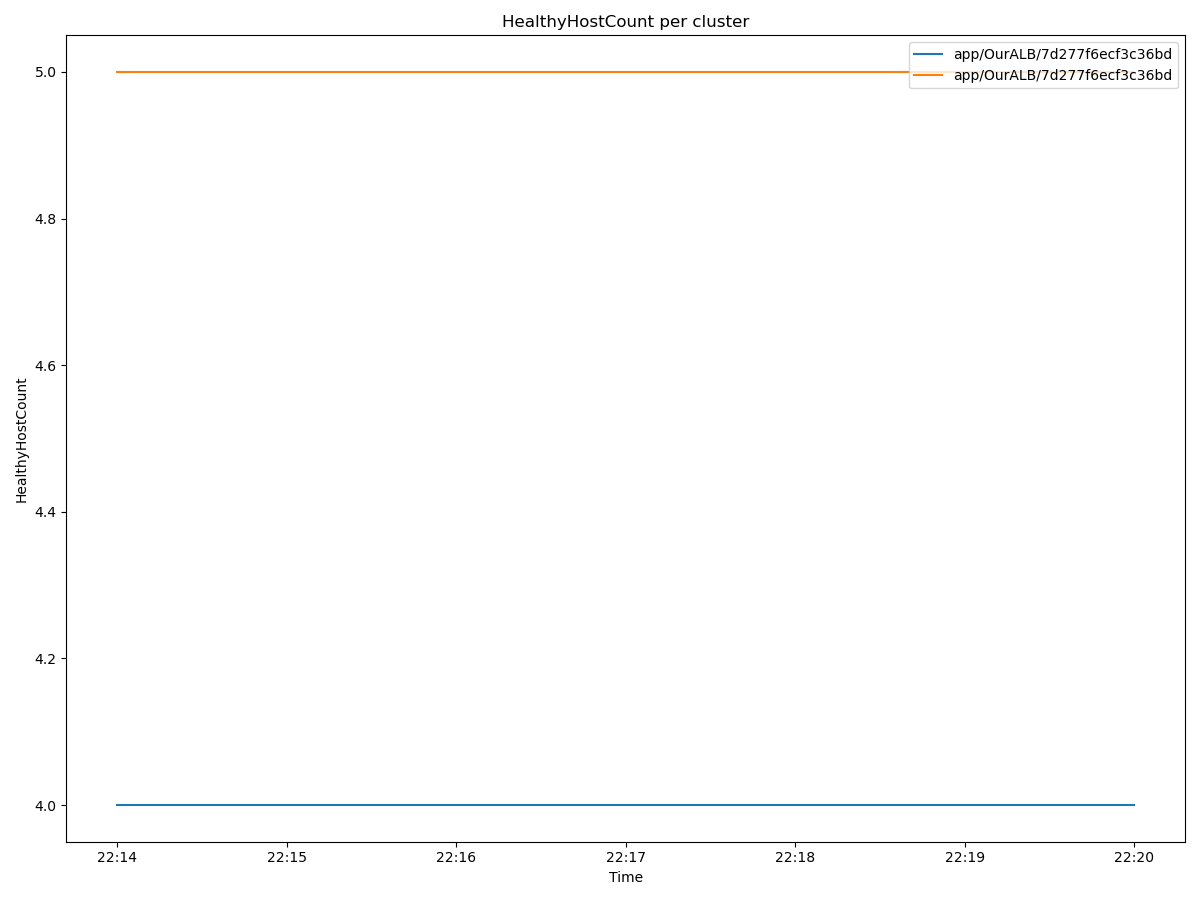 HealthyHostCount per cluster
app/OurALB/7d277f6ecf3c36bd
app/OurALB/7d277f6ecf3c36bd
5.0
4.8
4.6
4.4
4.2
4.0
HealthyHostCount
22:14 22:15 22:16 22:17 22:18 22:19 22:20
Time